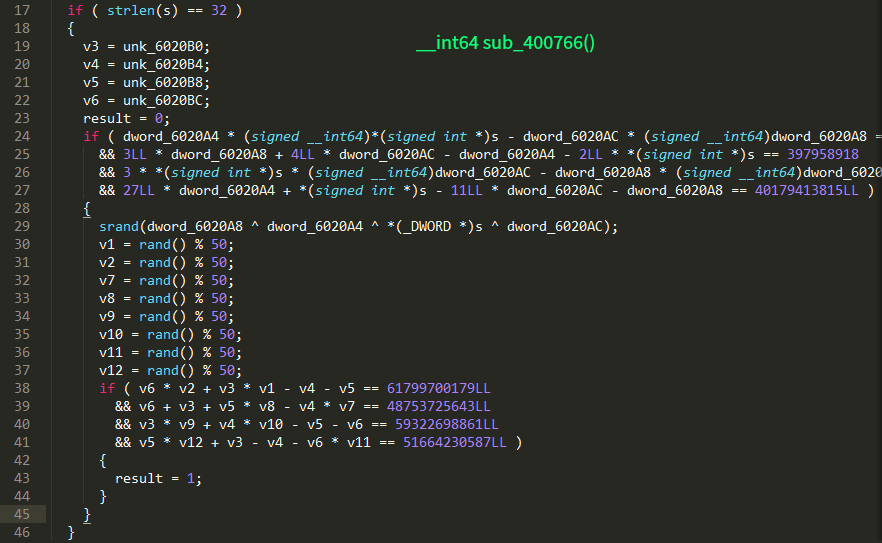 17 if ( strlen(s) == 32 )
18 {
19 v3 = unk_6020B0;
20 v4 = unk_6020B4;
21 v5 = unk_6020B8;
22 v6 = unk_6020BC;
23 result = 0;
24 if ( dword_6020A4 * (signed __int64)*(signed int *)s - dword_6020AC * (signed __int64)dword_6020A8 =
25 && 3LL * dword_6020A8 + 4LL * dword_6020AC - dword_6020A4 - 2LL * *(signed int *)s == 397958918
26 && 3 * *(signed int *)s * (signed __int64)dword_6020AC - dword_6020A8 * (signed __int64)dword_6020
27 && 27LL * dword_6020A4 + *(signed int *)s - 11LL * dword_6020AC - dword_6020A8 == 40179413815LL )
28 {
29 srand(dword_6020A8 ^ dword_6020A4 ^ *(_DWORD *)s ^ dword_6020AC);
30 v1 = rand() % 50;
31 v2 = rand() % 50;
32 v7 = rand() % 50;
33 v8 = rand() % 50;
34 v9 = rand() % 50;
35 v10 = rand() % 50;
36 v11 = rand() % 50;
37 v12 = rand() % 50;
38 if ( v6 * v2 + v3 * v1 - v4 - v5 == 61799700179LL
39 && v6 + v3 + v5 * v8 - v4 * v7 == 48753725643LL
40 && v3 * v9 + v4 * v10 - v5 - v6 == 59322698861LL
41 && v5 * v12 + v3 - v4 - v6 * v11 == 51664230587LL )
42 {
43 result = 1;
44 }
45 }
46 }
__int64 sub_400766()